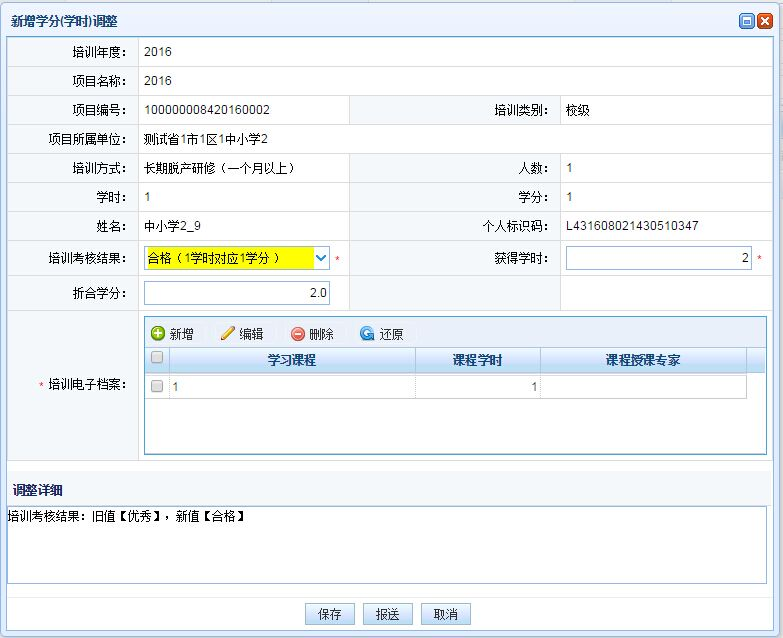 新增学分(学时)调整
培训年度： 2016
项目名称： 2016
项目编号： 100000008420160002 培训类别： 校级
项目所属单位： 测试省1市1区1中小学2
培训方式： 长期脱产研修（一个月以上） 人数： 1
学时： 1 学分： 1
姓名： 中小学2_9 个人标识码： L431608021430510347
培训考核结果： 合格（1学时对应1学分） * 获得学时： 2 *
折合学分： 2.0
新增 编辑 删除 还原
学习课程 课程学时 课程授课专家
* 培训电子档案： 1 1
调整详细
培训考核结果：旧值【优秀】，新值【合格】
保存 报送 取消